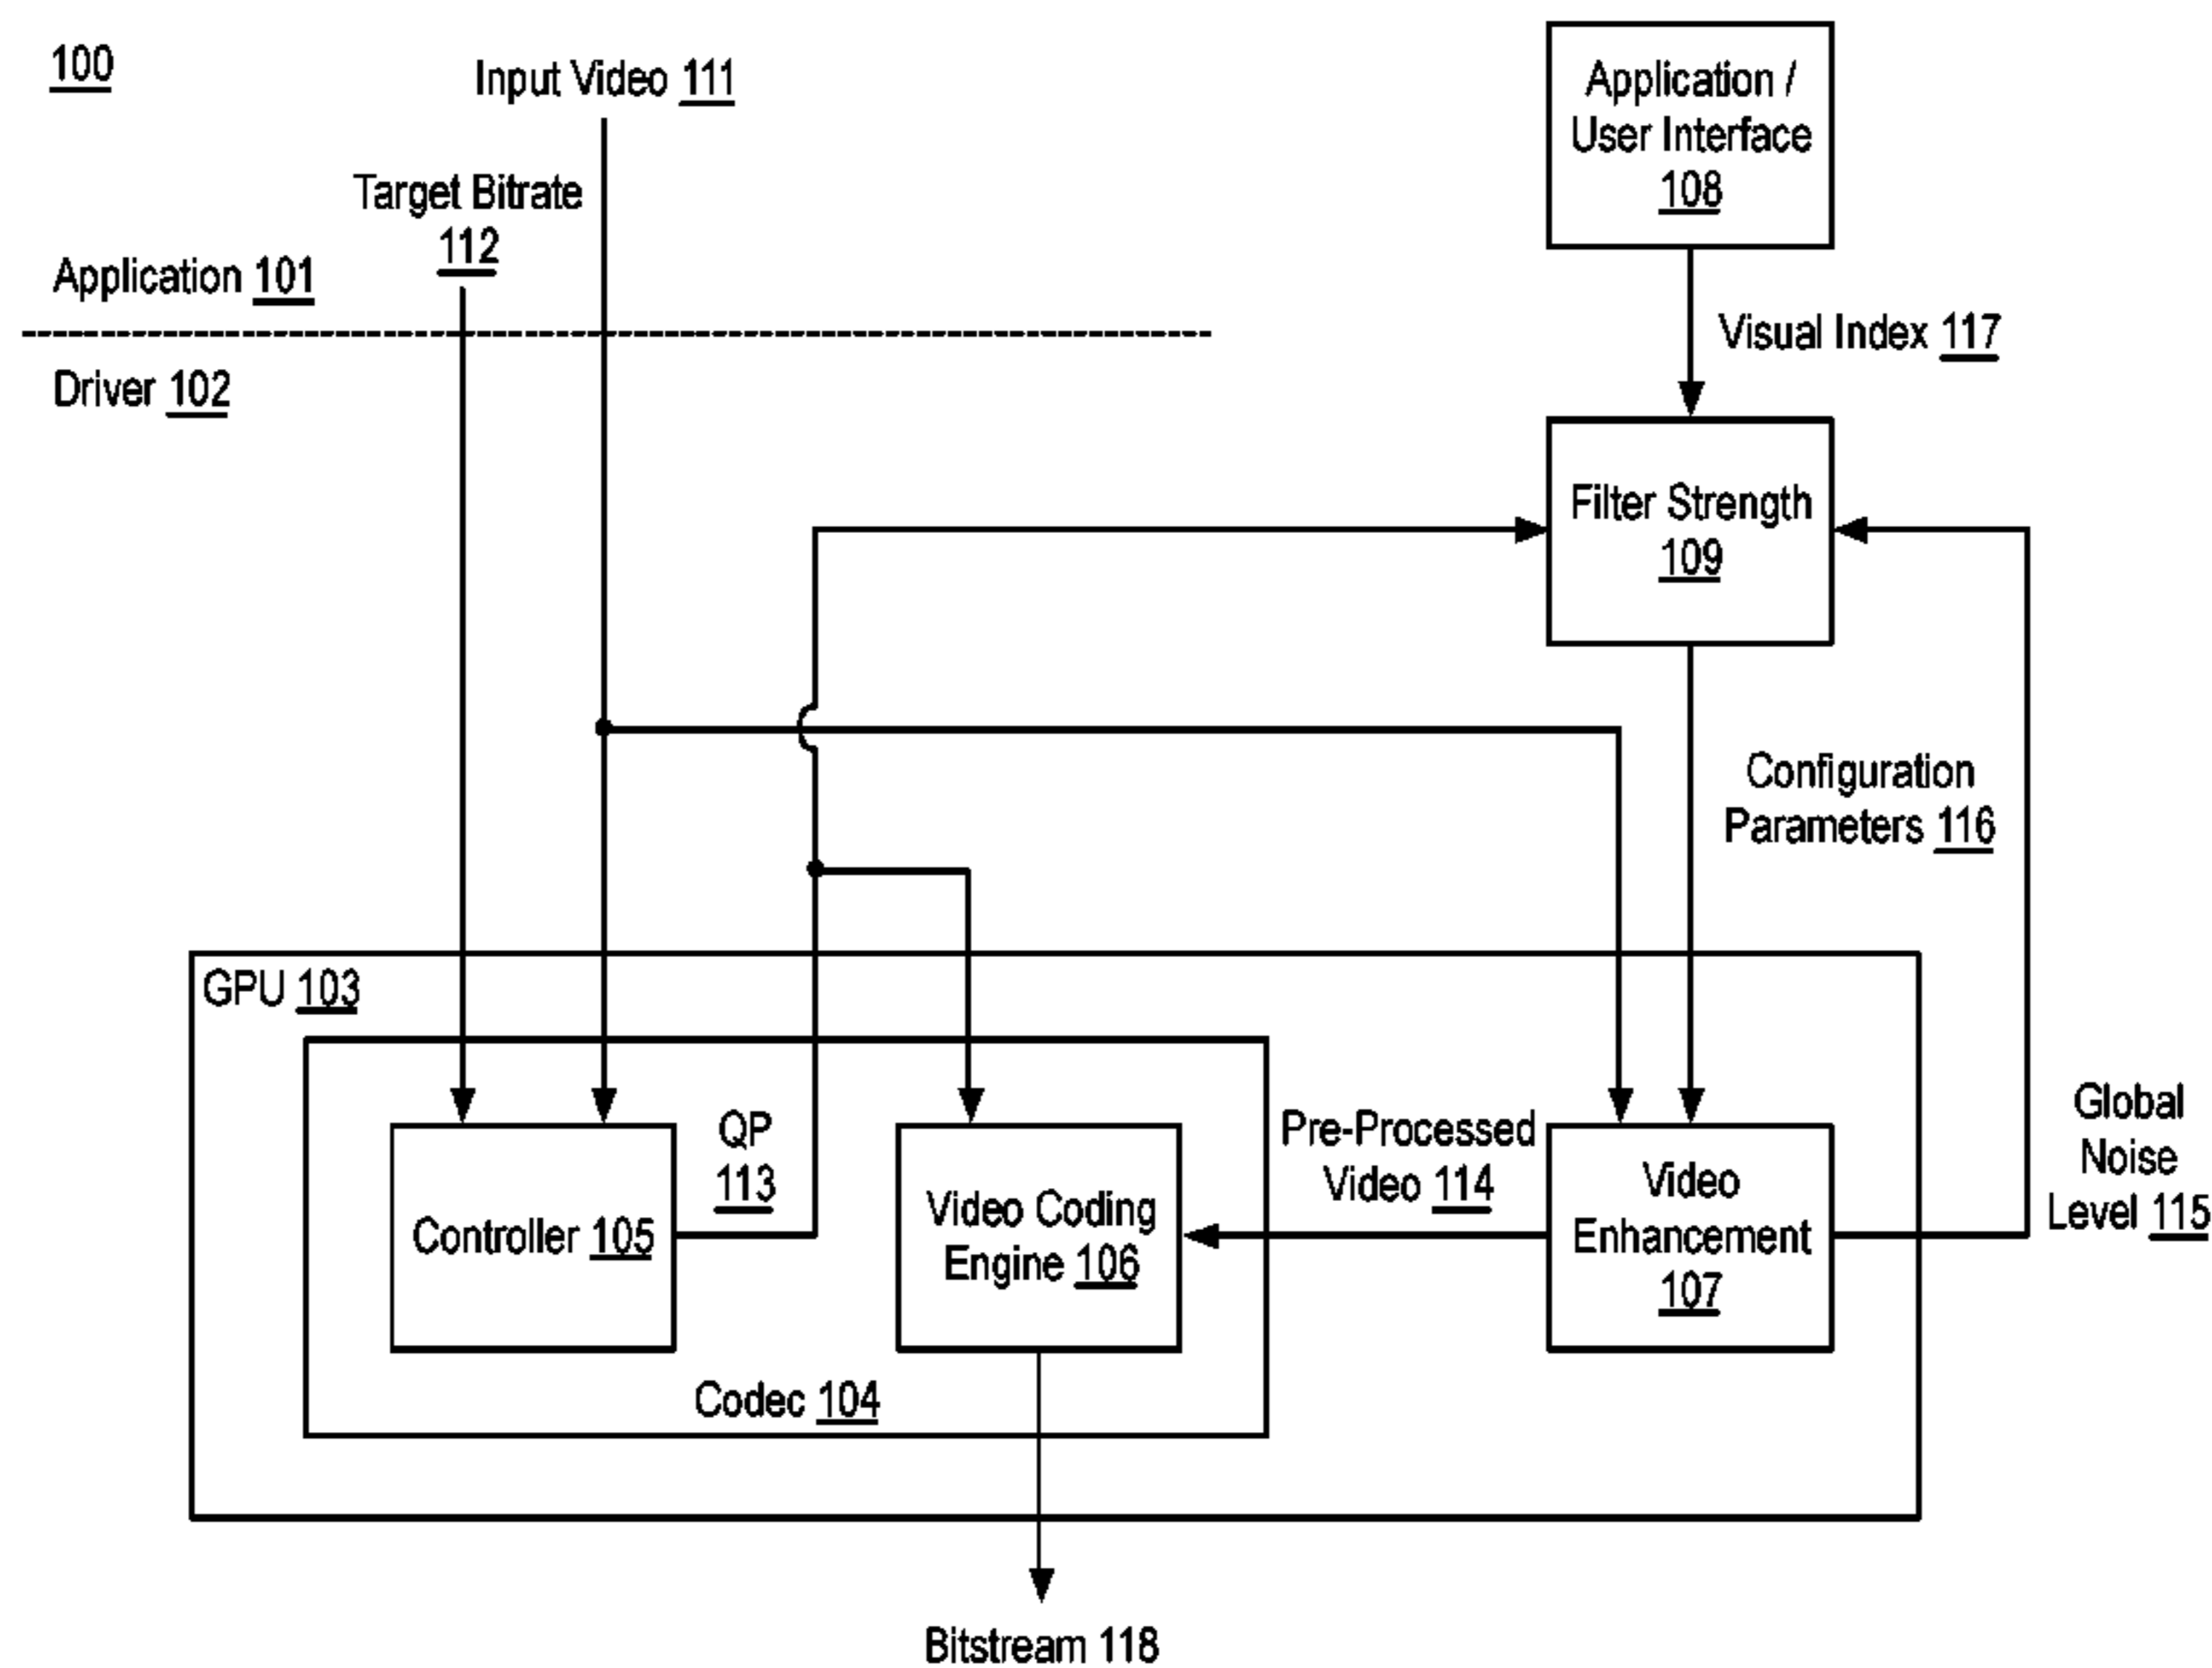 100
Input Video 111
Target Bitrate
112
Application 101
Driver 102
Application /
User Interface
108
Visual Index 117
Filter Strength
109
Configuration
Parameters 116
GPU 103
Controller 105
QP
113
Video Coding
Engine 106
Codec 104
Pre-Processed
Video 114
Video
Enhancement
107
Global
Noise
Level 115
Bitstream 118